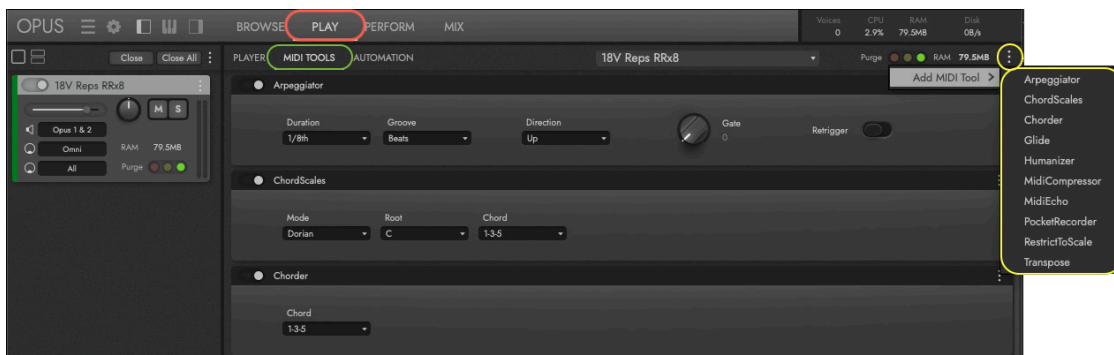 OPUS BROWSE PLAY PERFORM MIX Voices CPU RAM Disk
0 2.9% 79.5MB 0B/s
Close Close All PLAYER MIDI TOOLS AUTOMATION 18V Reps RRx8 Purge RAM 79.5MB
18V Reps RRx8
M S
Opus 1 & 2
Omni RAM 79.5MB
All Purge
Arpeggiator
Duration Groove Direction Gate Retrigger
1/8th Beats Up 0
ChordScales
Mode Root Chord
Dorian C 1-3-5
Chorder
Chord
1-3-5
Add MIDI Tool >
Arpeggiator
ChordScales
Chorder
Glide
Humanizer
MidiCompressor
MidiEcho
PocketRecorder
RestrictToScale
Transpose